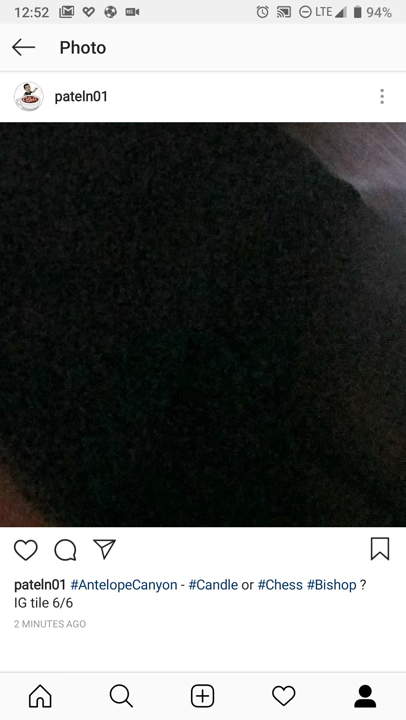 12:52 LTE 94%
Photo
pateln01
pateln01 #AntelopeCanyon - #Candle or #Chess #Bishop ?
IG tile 6/6
2 MINUTES AGO